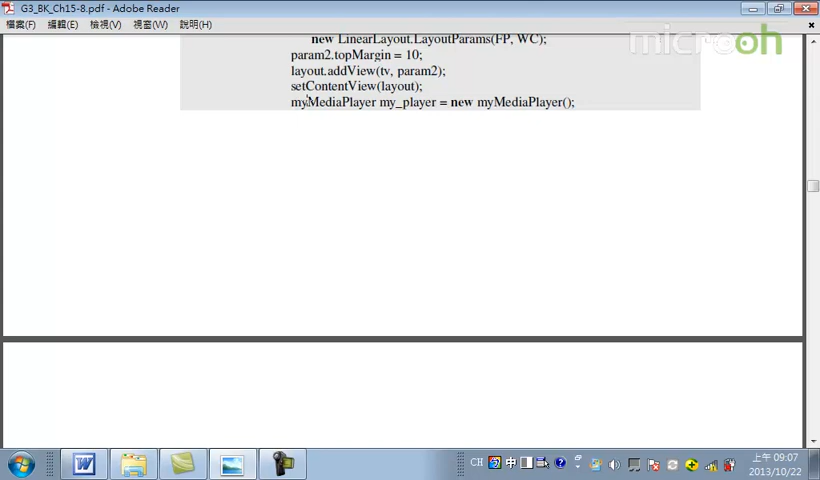 G3_BK_Ch15-8.pdf - Adobe Reader
檔案(F) 編輯(E) 檢視(V) 視窗(W) 說明(H)
microoh
new LinearLayout.LayoutParams(FP, WC);
param2.topMargin = 10;
layout.addView(tv, param2);
setContentView(layout);
myMediaPlayer my_player = new myMediaPlayer();
CH 中
上午 09:07
2013/10/22